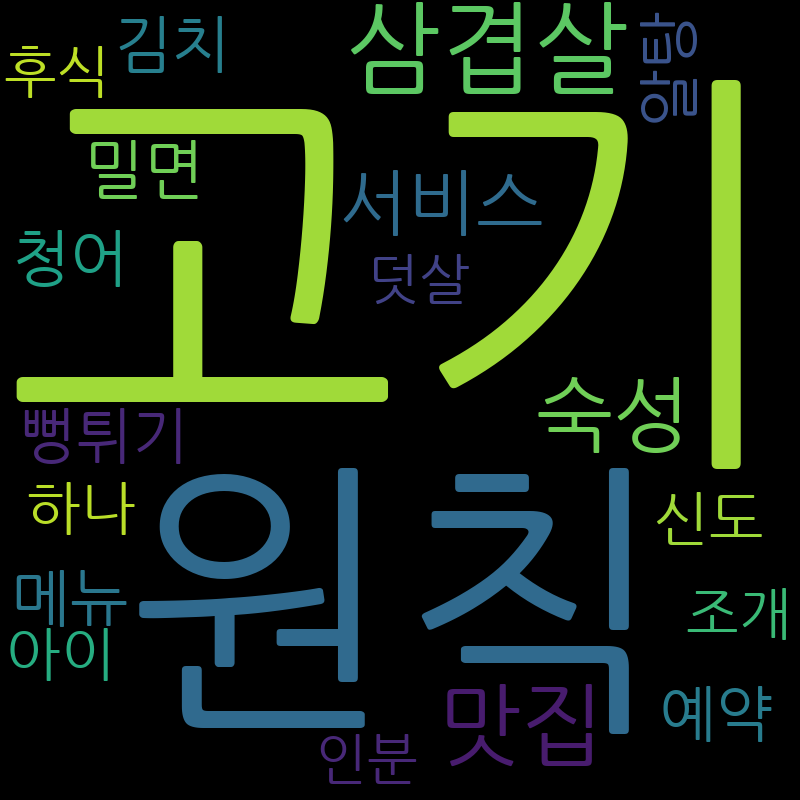 삼겹살
김치
후식
고기
밀면
서비스
청어
덧살
숙성
뻥튀기
원칙
하나
신도
메뉴
조개
아이
맛집
예약
인분